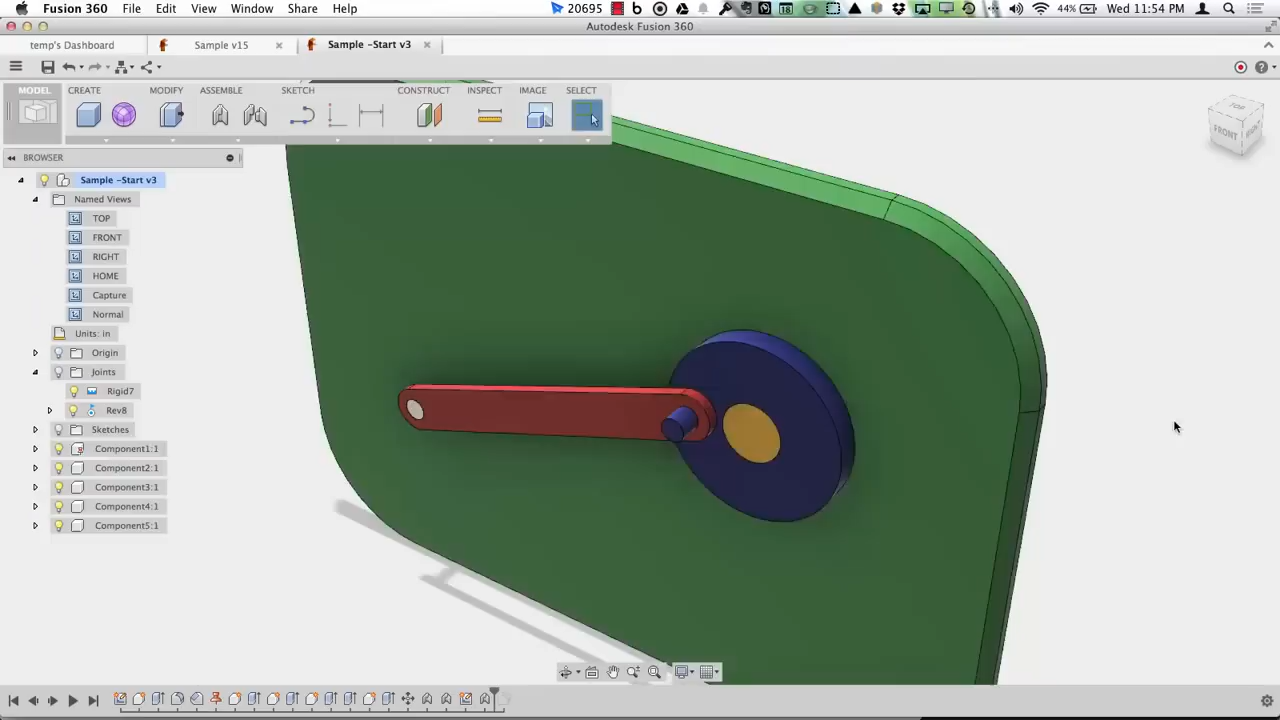 Fusion 360 File Edit View Window Share Help 20695 18 44% Wed 11:54 PM
Autodesk Fusion 360
temp's Dashboard Sample v15 Sample -Start v3
MODEL CREATE MODIFY ASSEMBLE SKETCH CONSTRUCT INSPECT IMAGE SELECT
TOP
FRONT
BROWSER
Sample -Start v3
Named Views
TOP
FRONT
RIGHT
HOME
Capture
Normal
Units: in
Origin
Joints
Rigid7
Rev8
Sketches
Component1:1
Component2:1
Component3:1
Component4:1
Component5:1